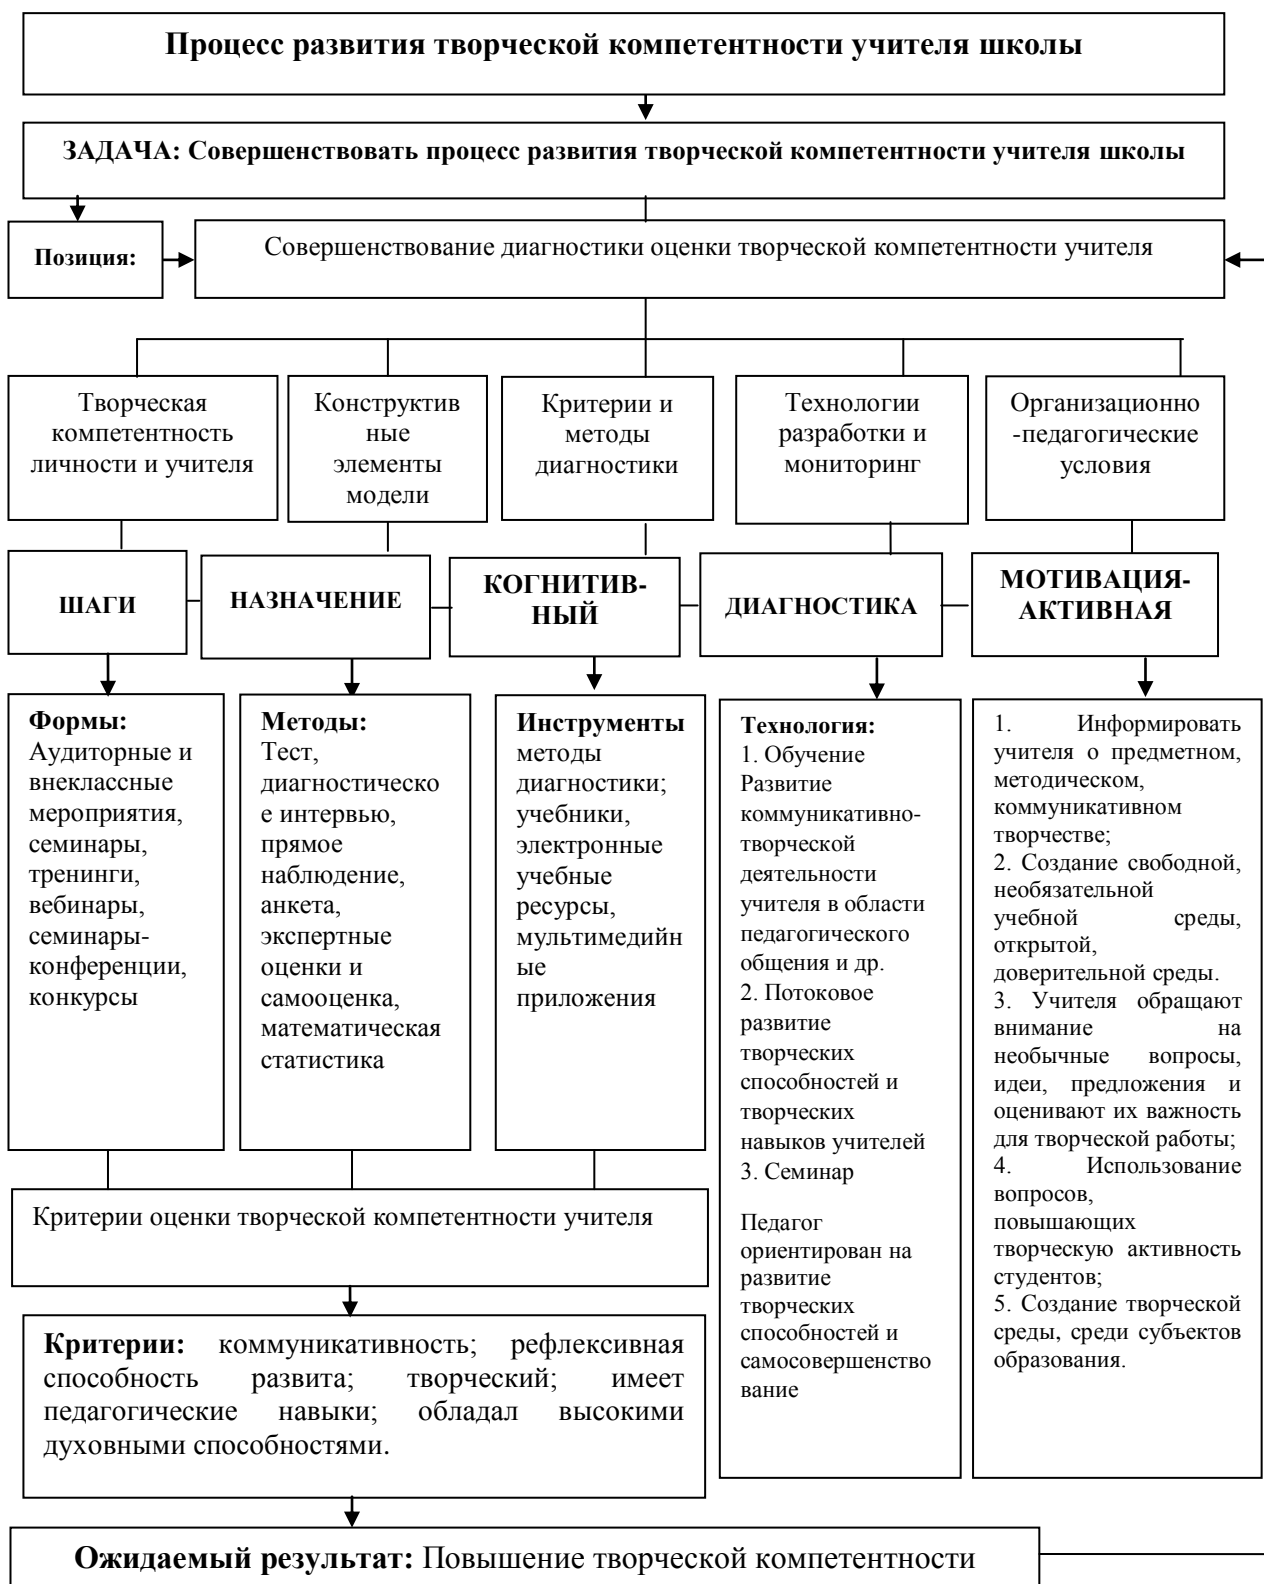 Процесс развития творческой компетентности учителя школы
ЗАДАЧА: Совершенствовать процесс развития творческой компетентности учителя школы
Позиция:
Совершенствование диагностики оценки творческой компетентности учителя
Творческая
компетентность
личности и учителя
Конструктив
ные
элементы
модели
Критерии и
методы
диагностики
Технологии
разработки и
мониторинг
Организационно
-педагогические
условия
ШАГИ
НАЗНАЧЕНИЕ
КОГНИТИВ-
НЫЙ
ДИАГНОСТИКА
МОТИВАЦИЯ-
АКТИВНАЯ
Формы:
Аудиторные и
внеклассные
мероприятия,
семинары,
тренинги,
вебинары,
семинары-
конференции,
конкурсы
Методы:
Тест,
диагностическо
е интервью,
прямое
наблюдение,
анкета,
экспертные
оценки и
самооценка,
математическая
статистика
Инструменты
методы
диагностики;
учебники,
электронные
учебные
ресурсы,
мультимедийн
ые
приложения
Технология:
1. Обучение
Развитие
коммуникативно-
творческой
деятельности
учителя в области
педагогического
общения и др.
2. Потоковое
развитие
творческих
способностей и
творческих
навыков учителей
3. Семинар
Педагог
ориентирован на
развитие
творческих
способностей и
самосовершенство
вание
1. Информировать
учителя о предметном,
методическом,
коммуникативном
творчестве;
2. Создание свободной,
необязательной
учебной среды,
открытой,
доверительной среды.
3. Учителя обращают
внимание на
необычные вопросы,
идеи, предложения и
оценивают их важность
для творческой работы;
4. Использование
вопросов,
повышающих
творческую активность
студентов;
5. Создание творческой
среды, среди субъектов
образования.
Критерии оценки творческой компетентности учителя
Критерии: коммуникативность; рефлексивная
способность развита; творческий; имеет
педагогические навыки; обладал высокими
духовными способностями.
Ожидаемый результат: Повышение творческой компетентности